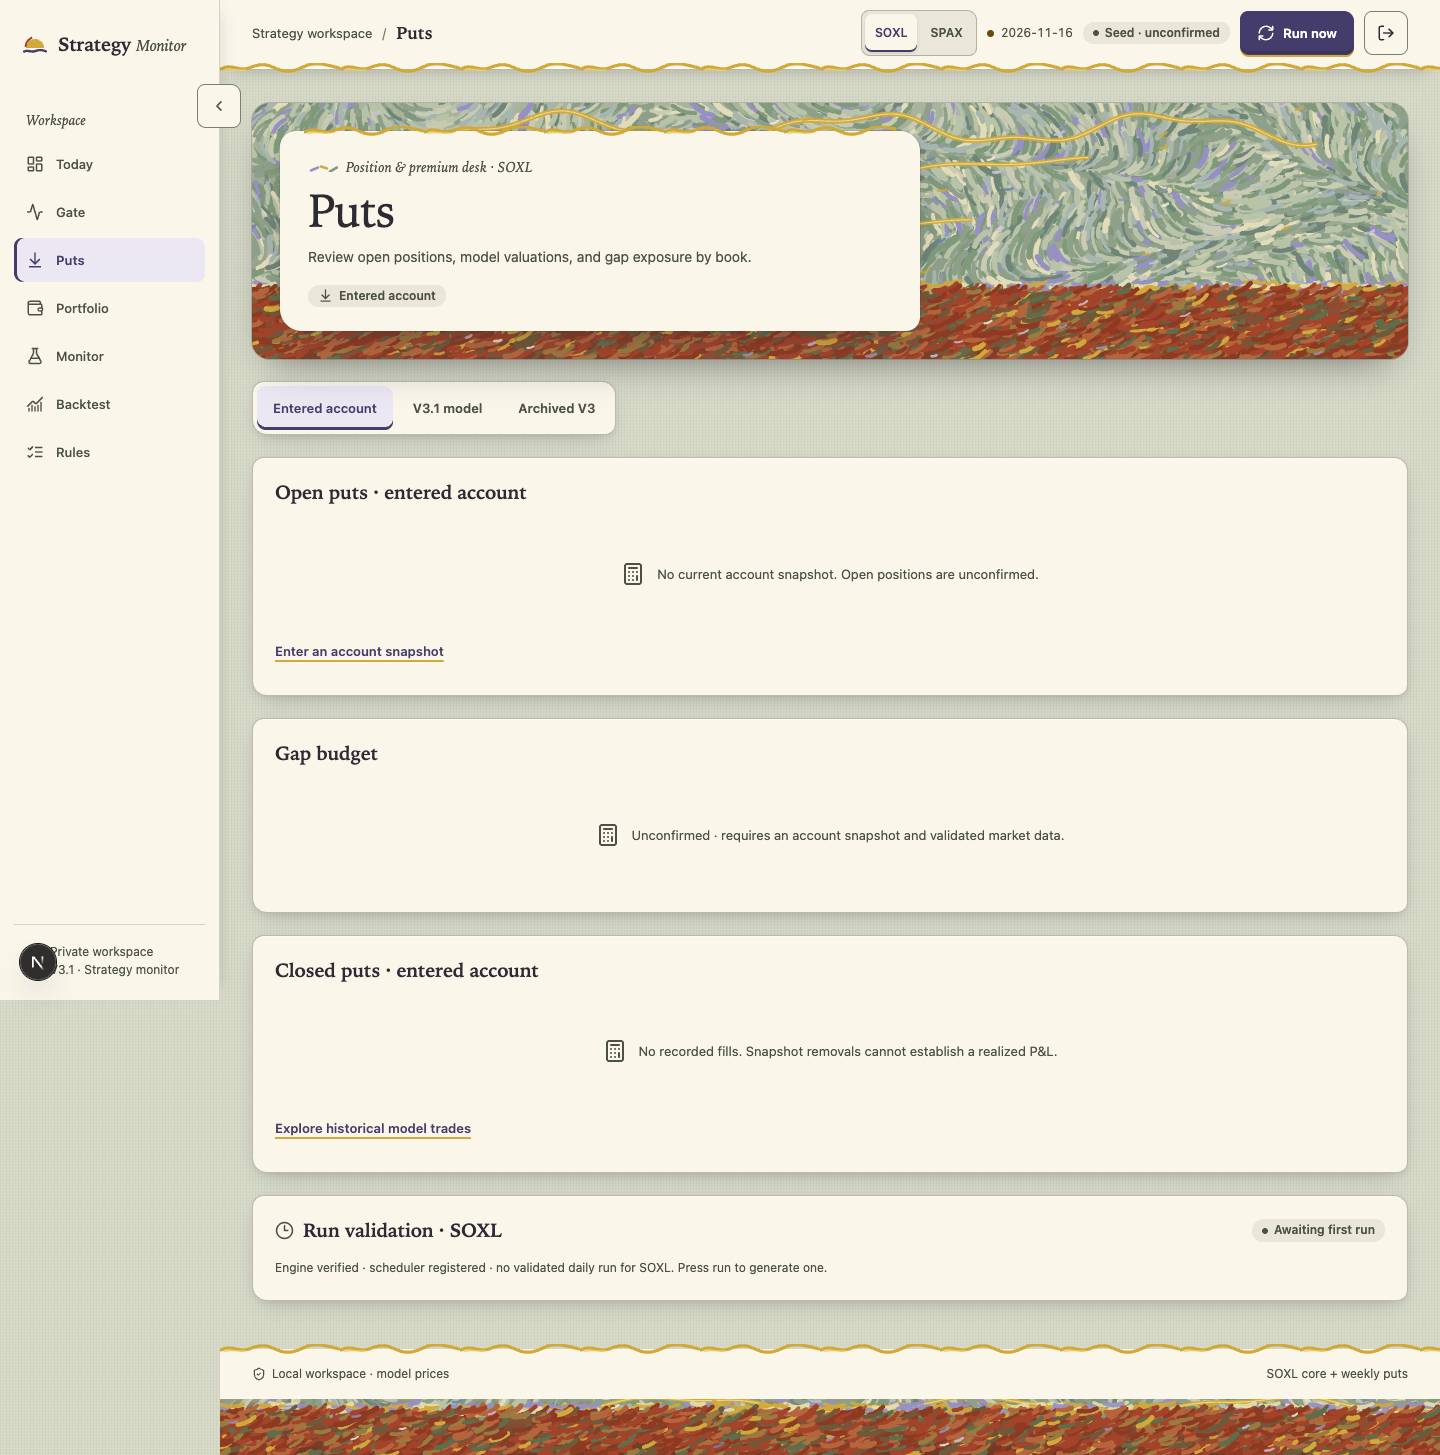 Strategy Monitor
Workspace
Today
Gate
Puts
Portfolio
Monitor
Backtest
Rules
N
Private workspace
3.1 · Strategy monitor
Strategy workspace / Puts
SOXL SPAX
2026-11-16
Seed · unconfirmed
Run now
Position & premium desk · SOXL
Puts
Review open positions, model valuations, and gap exposure by book.
Entered account
Entered account V3.1 model Archived V3
Open puts · entered account
No current account snapshot. Open positions are unconfirmed.
Enter an account snapshot
Gap budget
Unconfirmed · requires an account snapshot and validated market data.
Closed puts · entered account
No recorded fills. Snapshot removals cannot establish a realized P&L.
Explore historical model trades
Run validation · SOXL
Awaiting first run
Engine verified · scheduler registered · no validated daily run for SOXL. Press run to generate one.
Local workspace · model prices
SOXL core + weekly puts